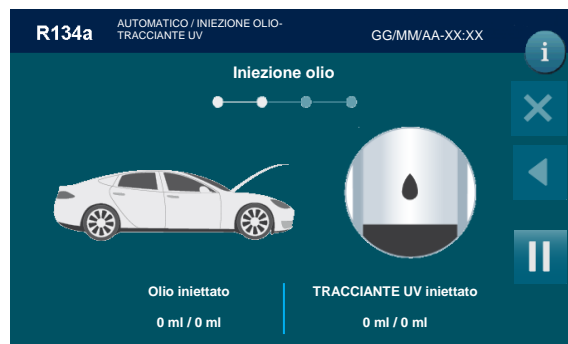 R134a
AUTOMATICO / INIEZIONE OLIO-
TRACCIANTE UV
GG/MM/AA-XX:XX
i
Iniezione olio
Olio iniettato
TRACCIANTE UV iniettato
0 ml / 0 ml
0 ml / 0 ml